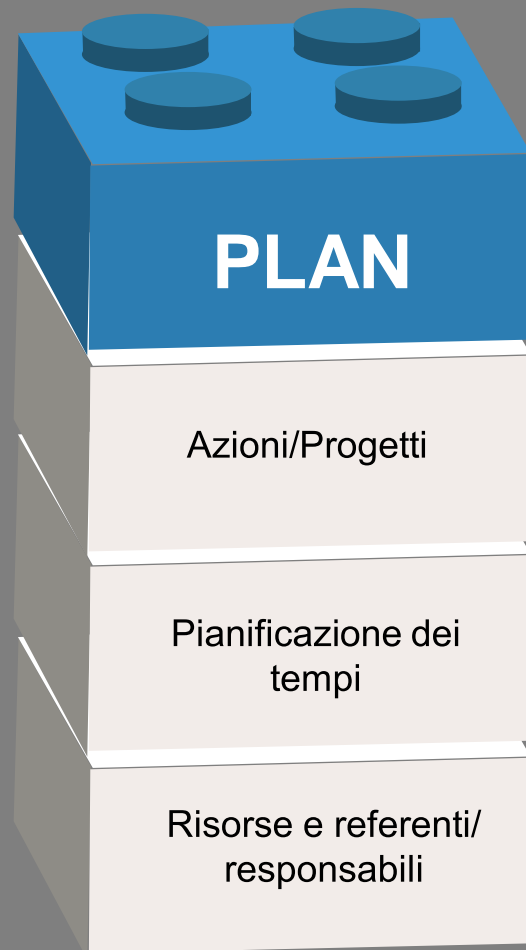 PLAN
Azioni/Progetti
Pianificazione dei
tempi
Risorse e referenti/
responsabili